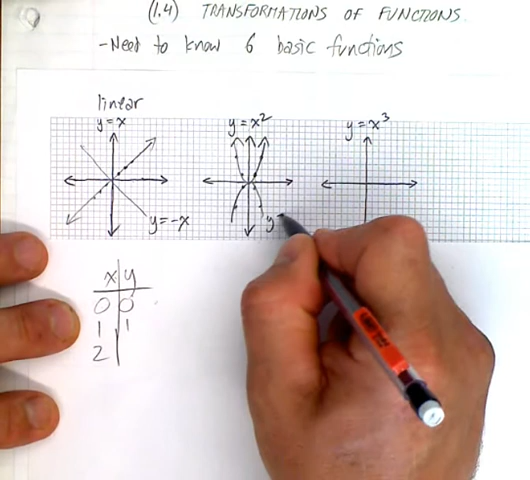 (1.4) TRANSFORMATIONS OF FUNCTIONS
- Need to know 6 basic functions
linear
y = x
y = x²
y = x³
y = -x
y
x y
0 0
1 1
2